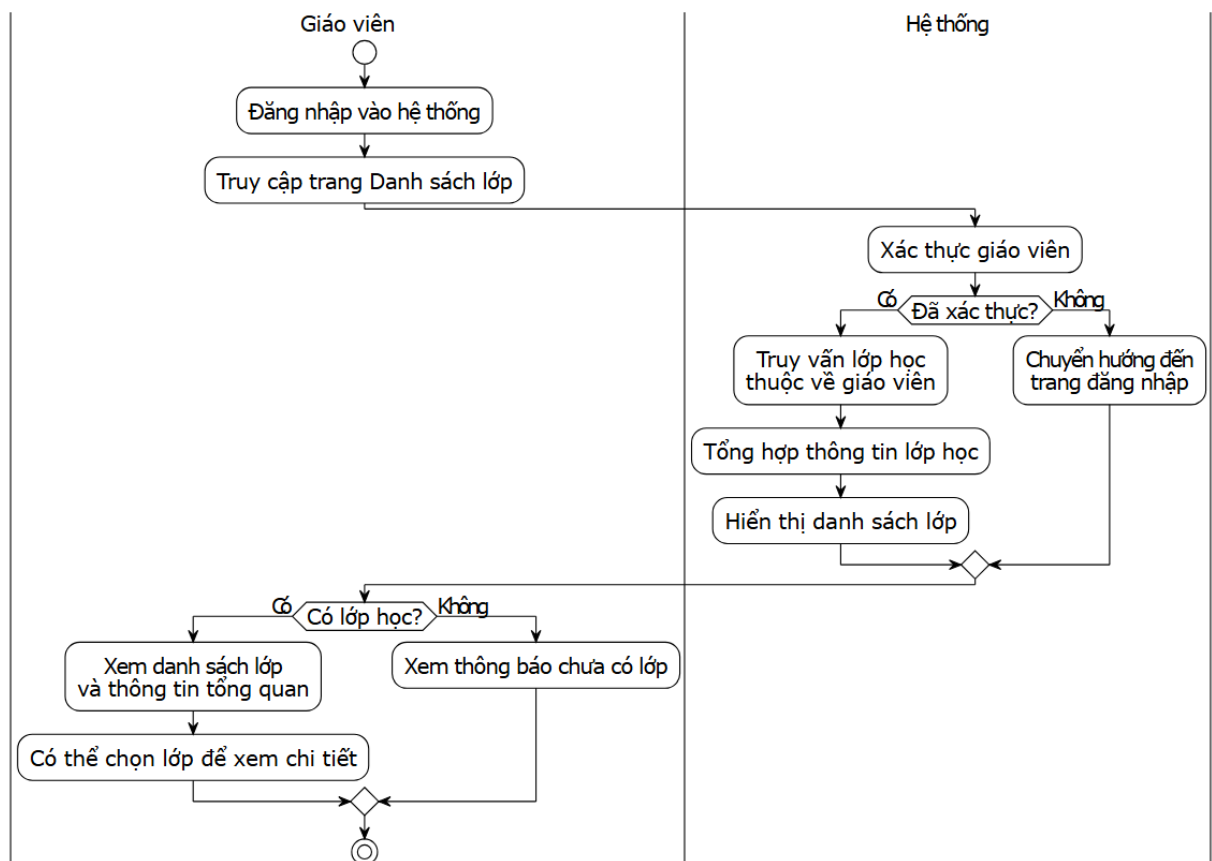 Giáo viên
Hệ thống
Đăng nhập vào hệ thống
Truy cập trang Danh sách lớp
Xác thực giáo viên
Có
Đã xác thực?
Không
Truy vấn lớp học
thuộc về giáo viên
Chuyển hướng đến
trang đăng nhập
Tổng hợp thông tin lớp học
Hiển thị danh sách lớp
Có
Có lớp học?
Không
Xem danh sách lớp
và thông tin tổng quan
Xem thông báo chưa có lớp
Có thể chọn lớp để xem chi tiết